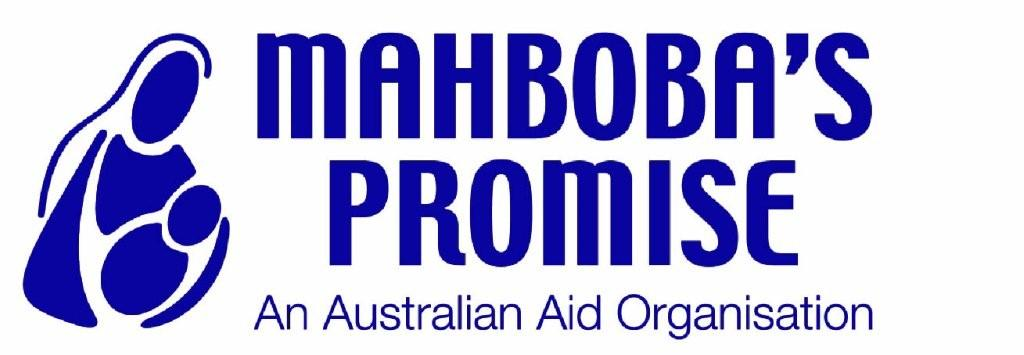 MAHBOBA'S
PROMISE
An Australian Aid Organisation